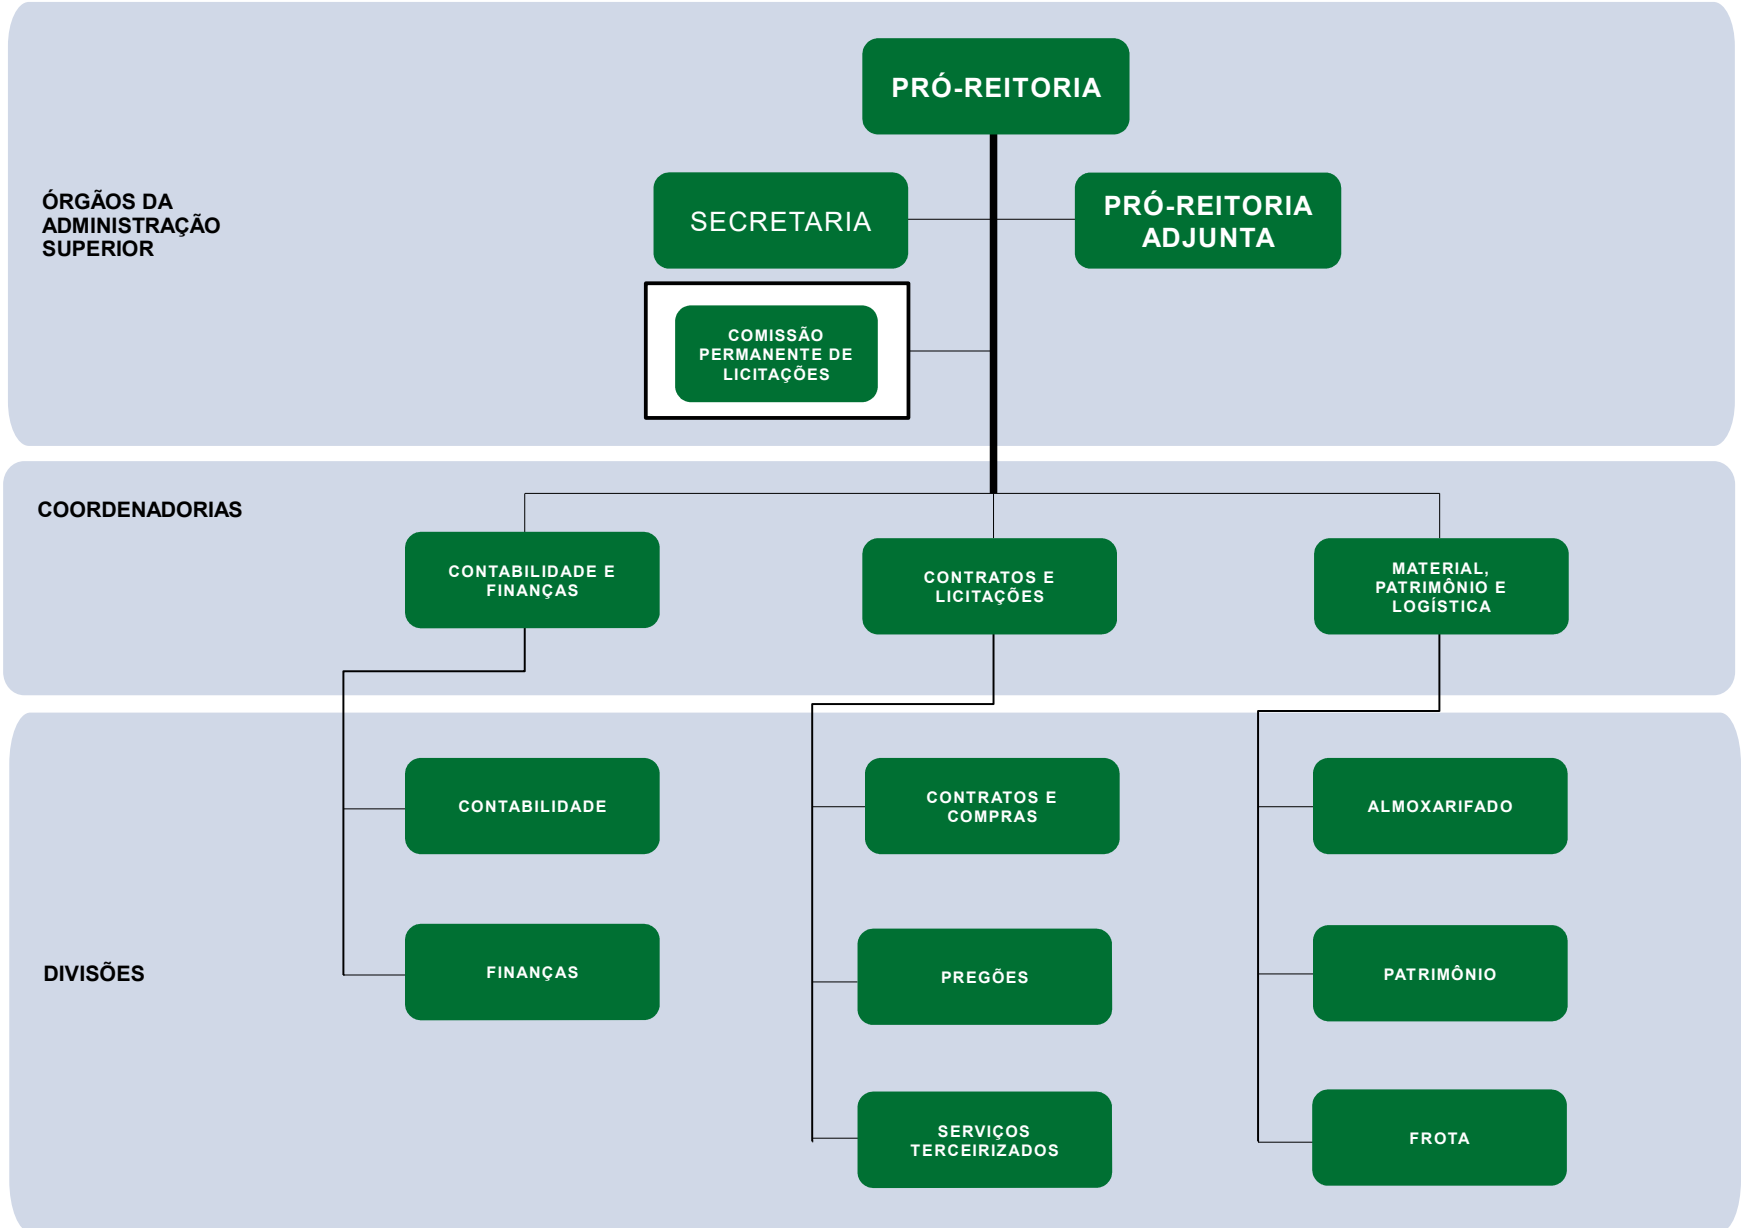 PRÓ-REITORIA
ÓRGÃOS DA
ADMINISTRAÇÃO
SUPERIOR
SECRETARIA
PRÓ-REITORIA
ADJUNTA
COMISSÃO
PERMANENTE DE
LICITAÇÕES
COORDENADORIAS
CONTABILIDADE E
FINANÇAS
CONTRATOS E
LICITAÇÕES
MATERIAL,
PATRIMÔNIO E
LOGÍSTICA
DIVISÕES
CONTABILIDADE
CONTRATOS E
COMPRAS
ALMOXARIFADO
FINANÇAS
PREGÕES
PATRIMÔNIO
SERVIÇOS
TERCEIRIZADOS
FROTA